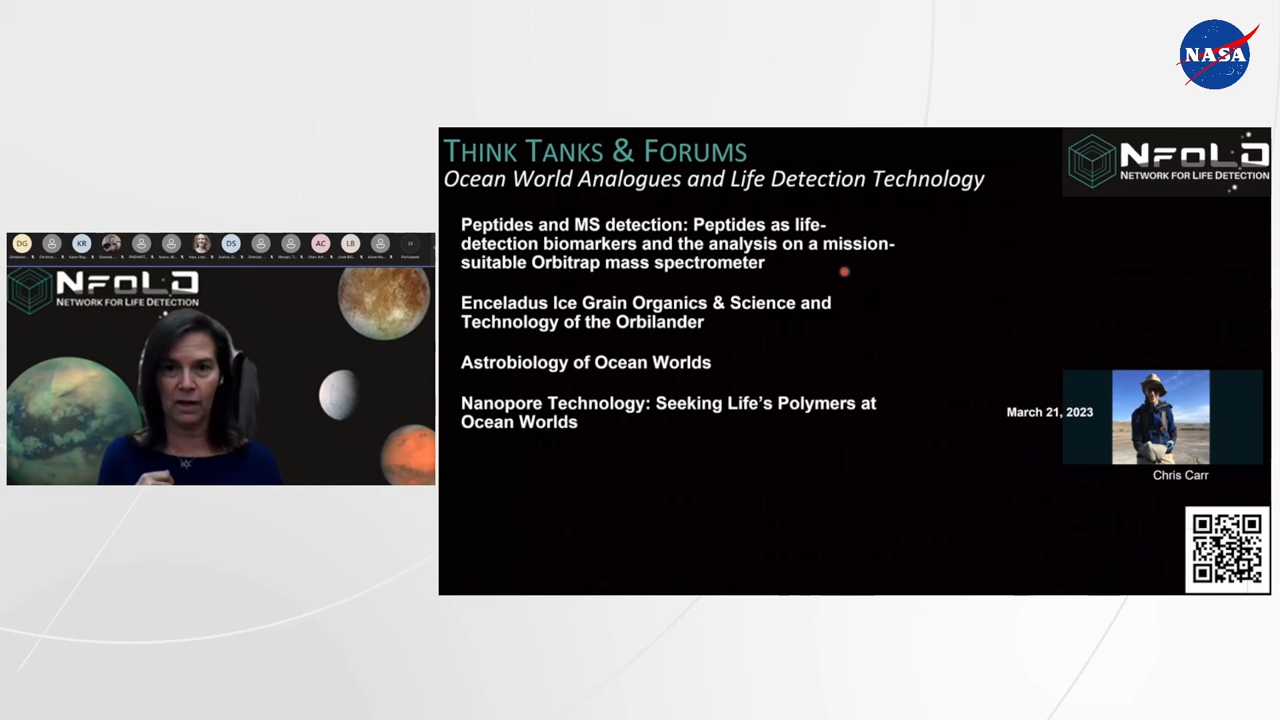 NASA
THINK TANKS & FORUMS
Ocean World Analogues and Life Detection Technology
NFOLD
NETWORK FOR LIFE DETECTION
Peptides and MS detection: Peptides as life-
detection biomarkers and the analysis on a mission-
suitable Orbitrap mass spectrometer
Enceladus Ice Grain Organics & Science and
Technology of the Orbilander
Astrobiology of Ocean Worlds
Nanopore Technology: Seeking Life's Polymers at
Ocean Worlds
March 21, 2023
Chris Carr
DG
KR
DS
AC
LB
Participants
NFOLD
NETWORK FOR LIFE DETECTION